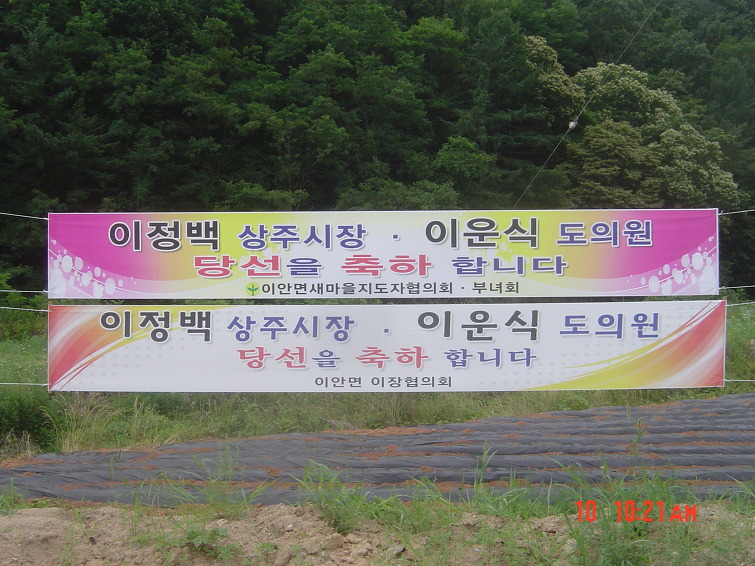 이정백 상주시장 · 이운식 도의원
당선을 축하 합니다
이안면새마을지도자협의회 · 부녀회
이정백 상주시장 · 이운식 도의원
당선을 축하 합니다
이안면 이장협의회
10 10:21 AM